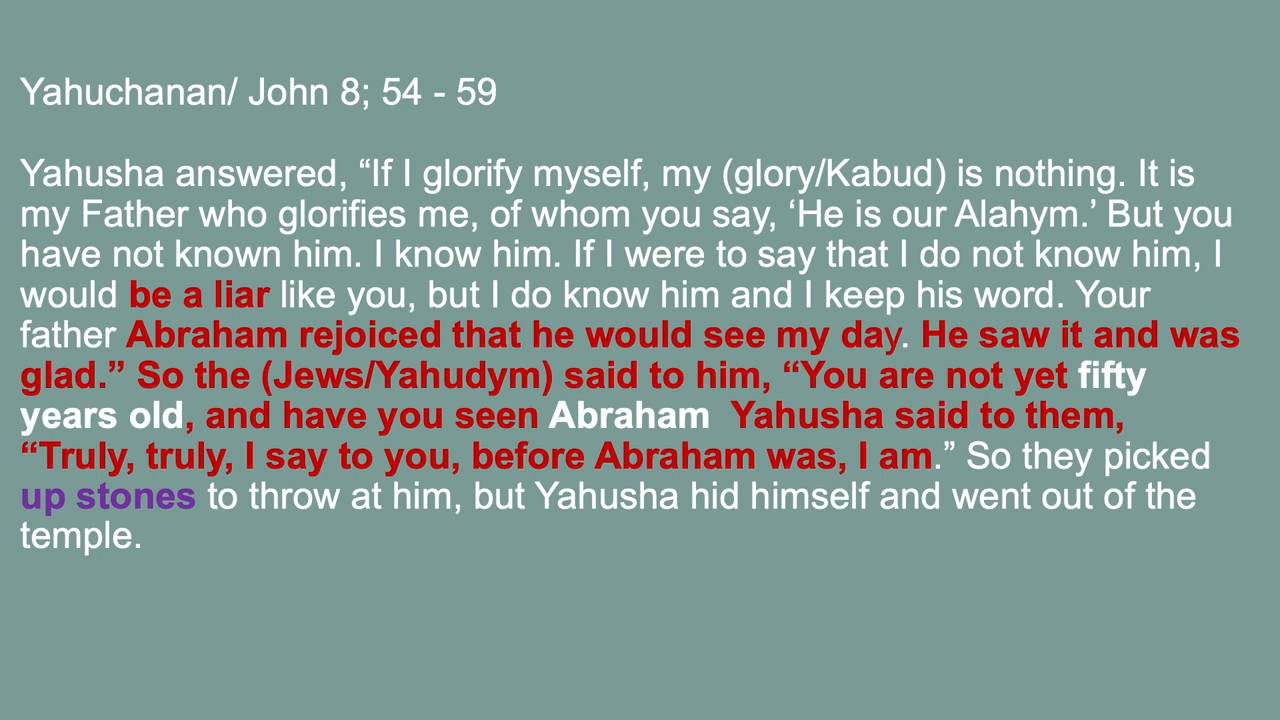 Yahuchanan/ John 8; 54 - 59
Yahusha answered, “If I glorify myself, my (glory/Kabud) is nothing. It is
my Father who glorifies me, of whom you say, ‘He is our Alahym.’ But you
have not known him. I know him. If I were to say that I do not know him, I
would be a liar like you, but I do know him and I keep his word. Your
father Abraham rejoiced that he would see my day. He saw it and was
glad.” So the (Jews/Yahudym) said to him, “You are not yet fifty
years old, and have you seen Abraham  Yahusha said to them,
“Truly, truly, I say to you, before Abraham was, I am.” So they picked
up stones to throw at him, but Yahusha hid himself and went out of the
temple.